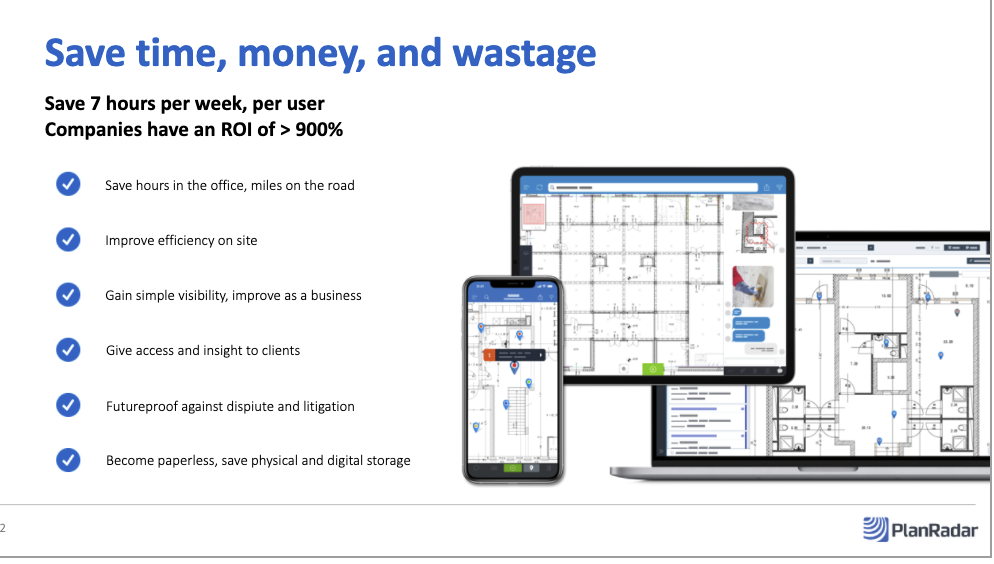 Save time, money, and wastage
Save 7 hours per week, per user
Companies have an ROI of > 900%
Save hours in the office, miles on the road
Improve efficiency on site
Gain simple visibility, improve as a business
Give access and insight to clients
Futureproof against dispiute and litigation
Become paperless, save physical and digital storage
2
PlanRadar